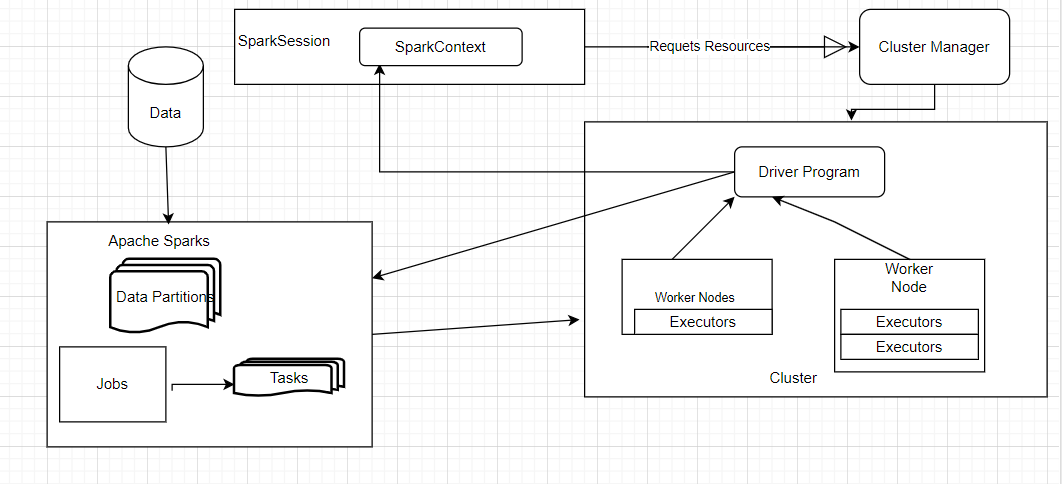 SparkSession
SparkContext
Requets Resources
Cluster Manager
Data
Driver Program
Apache Sparks
Data Partitions
Worker Nodes
Executors
Worker
Node
Executors
Executors
Jobs
Tasks
Cluster